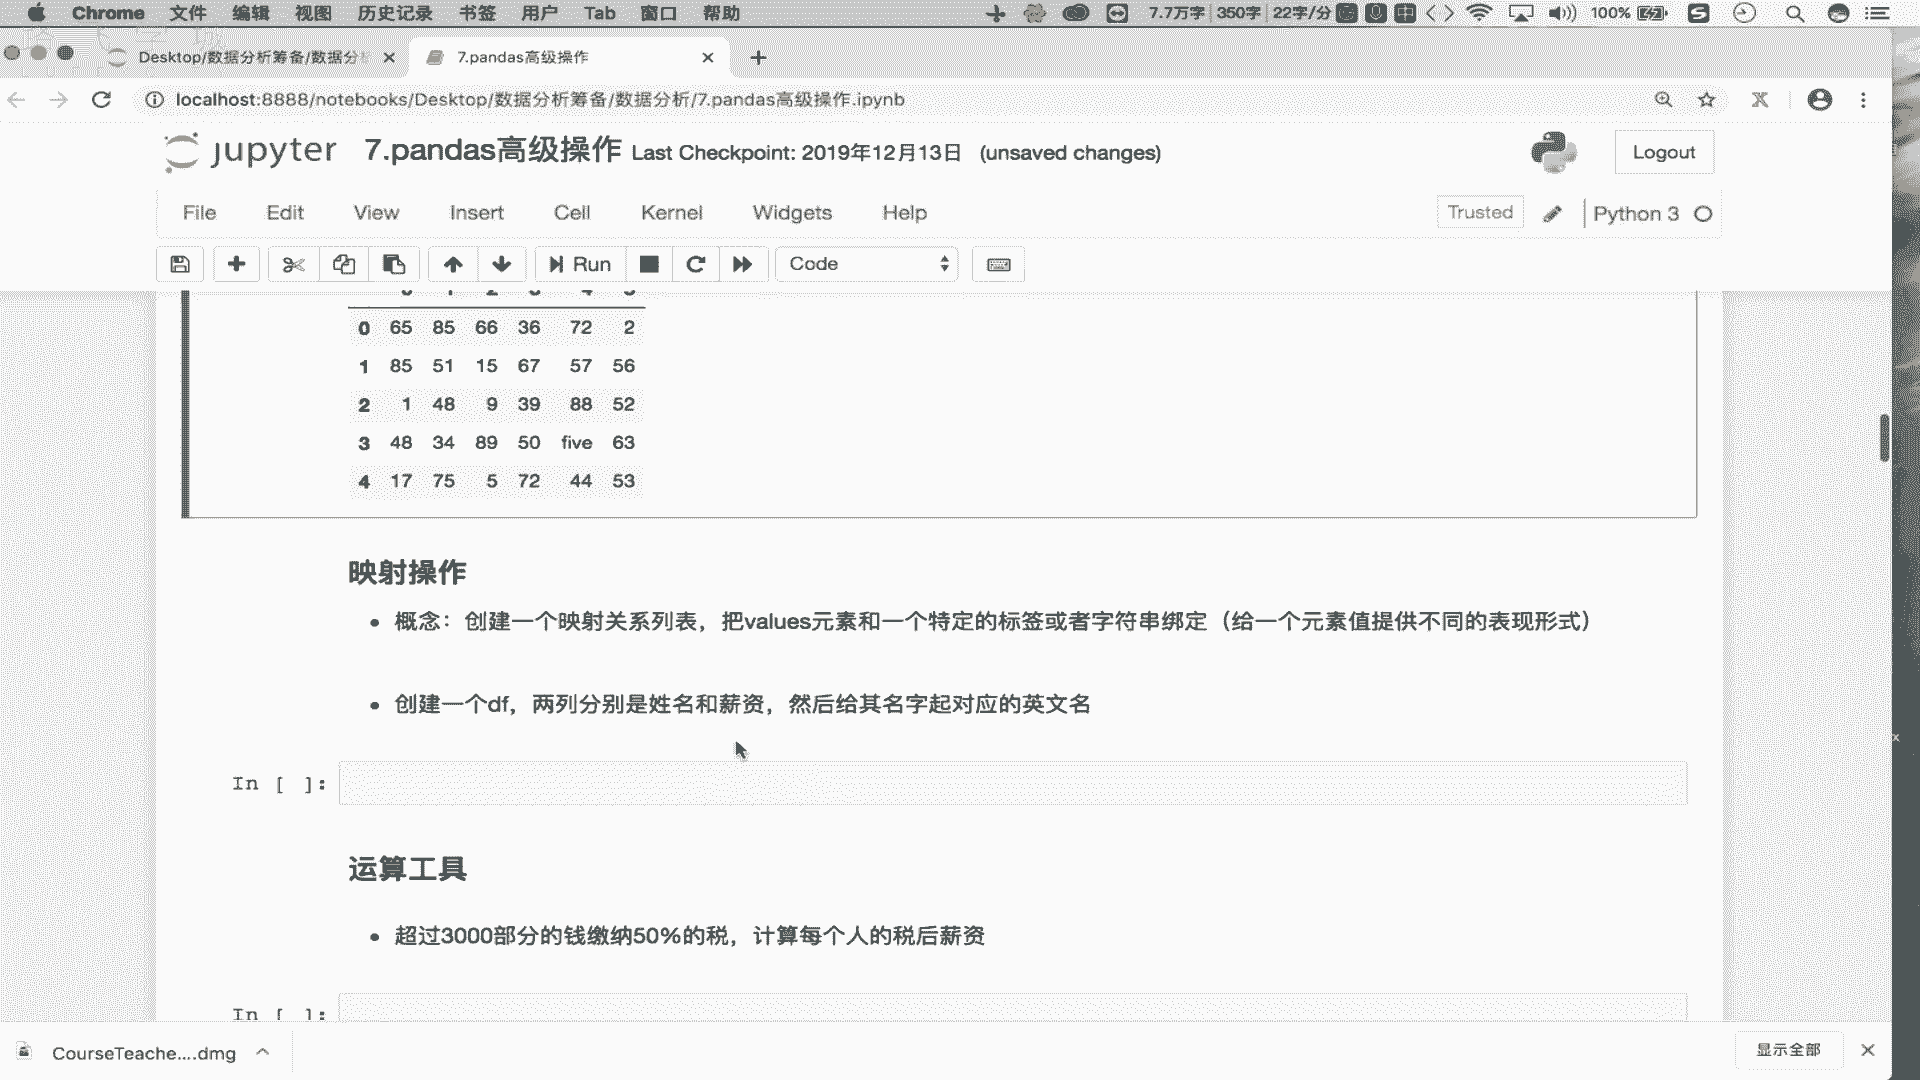 Chrome 文件 编辑 视图 历史记录 书签 用户 Tab 窗口 帮助 7.7万字 350字 22字/分 100%
Desktop/数据分析筹备/数据分 7.pandas高级操作
localhost:8888/notebooks/Desktop/数据分析筹备/数据分析/7.pandas高级操作.ipynb
jupyter 7.pandas高级操作 Last Checkpoint: 2019年12月13日 (unsaved changes) Logout
File Edit View Insert Cell Kernel Widgets Help Trusted Python 3
Run Code
0 65 85 66 36 72 2
1 85 51 15 67 57 56
2 1 48 9 39 88 52
3 48 34 89 50 five 63
4 17 75 5 72 44 53
映射操作
• 概念：创建一个映射关系列表，把values元素和一个特定的标签或者字符串绑定（给一个元素值提供不同的表现形式）
• 创建一个df，两列分别是姓名和薪资，然后给其名字起对应的英文名
In [ ]:
运算工具
• 超过3000部分的钱缴纳50%的税，计算每个人的税后薪资
In [ ]:
CourseTeache....dmg 显示全部